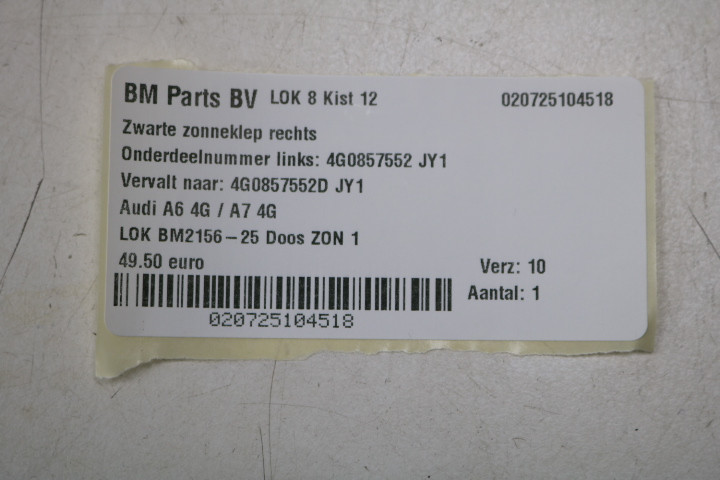 BM Parts BV LOK 8 Kist 12 020725104518
Zwarte zonneklep rechts
Onderdeelnummer links: 4G0857552 JY1
Vervalt naar: 4G0857552D JY1
Audi A6 4G / A7 4G
LOK BM2156-25 Doos ZON 1
49.50 euro Verz: 10
Aantal: 1
020725104518